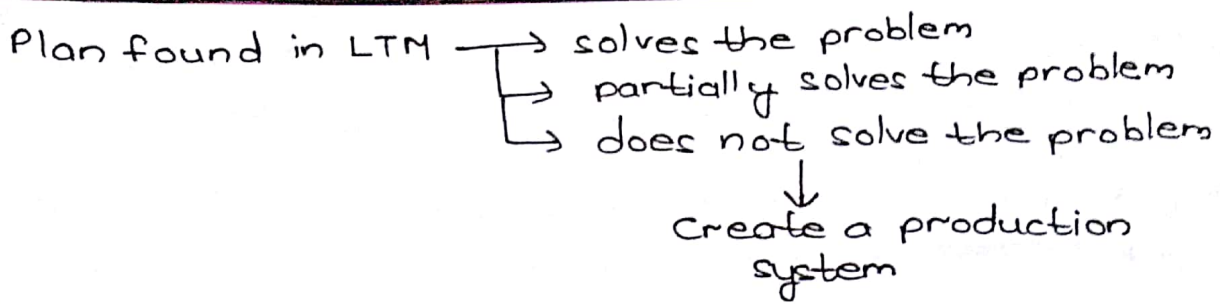 Plan found in LTM → solves the problem
→ partially solves the problem
→ does not solve the problem
↓
Create a production
system